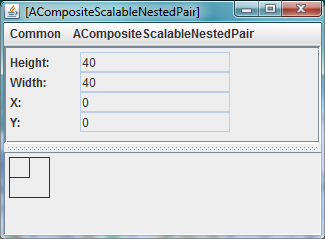 [ACompositeScalableNestedPair]
Common ACompositeScalableNestedPair
Height: 40
Width: 40
X: 0
Y: 0